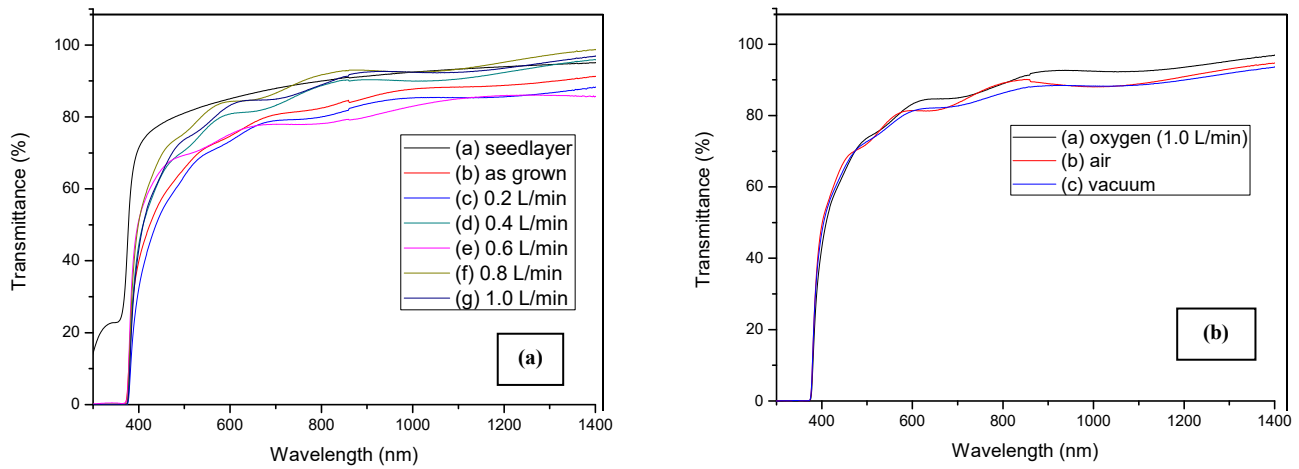 100
80
60
40
20
0
Transmittance (%)
400 600 800 1000 1200 1400
Wavelength (nm)
(a) seedlayer
(b) as grown
(c) 0.2 L/min
(d) 0.4 L/min
(e) 0.6 L/min
(f) 0.8 L/min
(g) 1.0 L/min
(a)
100
80
60
40
20
0
Transmittance (%)
400 600 800 1000 1200 1400
Wavelength (nm)
(a) oxygen (1.0 L/min)
(b) air
(c) vacuum
(b)